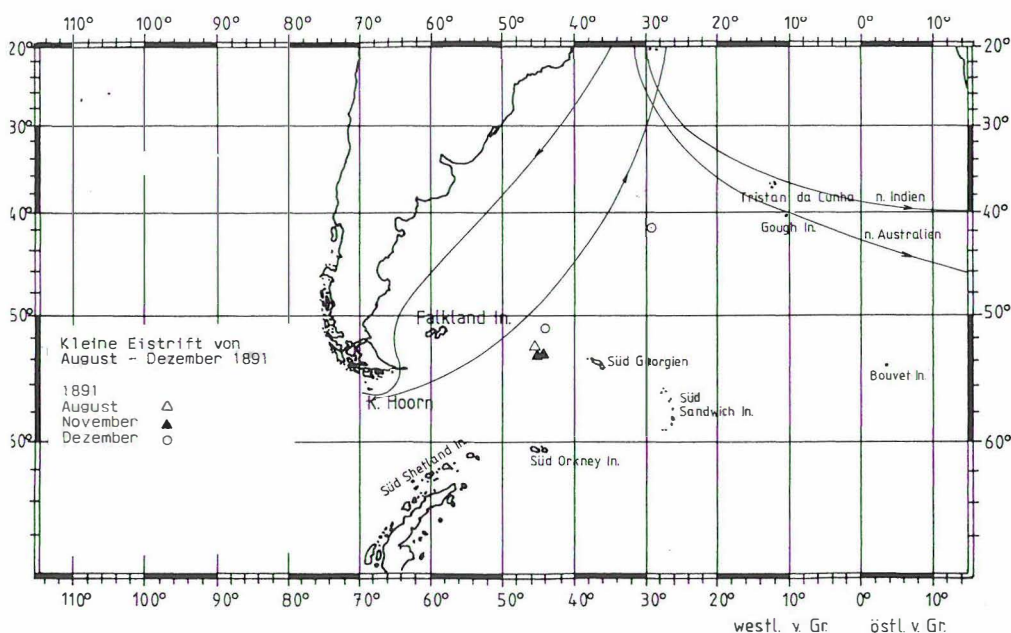 110° 100° 90° 80° 70° 60° 50° 40° 30° 20° 10° 0° 10°
20° 20°
30° 30°
Tristan da Cunha n. Indien
40° 40°
Gough In. n. Australien
50° Falkland In. 50°
Kleine Eistrift von
August - Dezember 1891
Süd Georgien
Bouvet In.
1891
August
November
Dezember
K. Hoorn
Süd
Sandwich In.
60° 60°
Süd Shetland In.
Süd Orkney In.
110° 100° 90° 80° 70° 60° 50° 40° 30° 20° 10° 0° 10°
westl. v. Gr. östl. v. Gr.